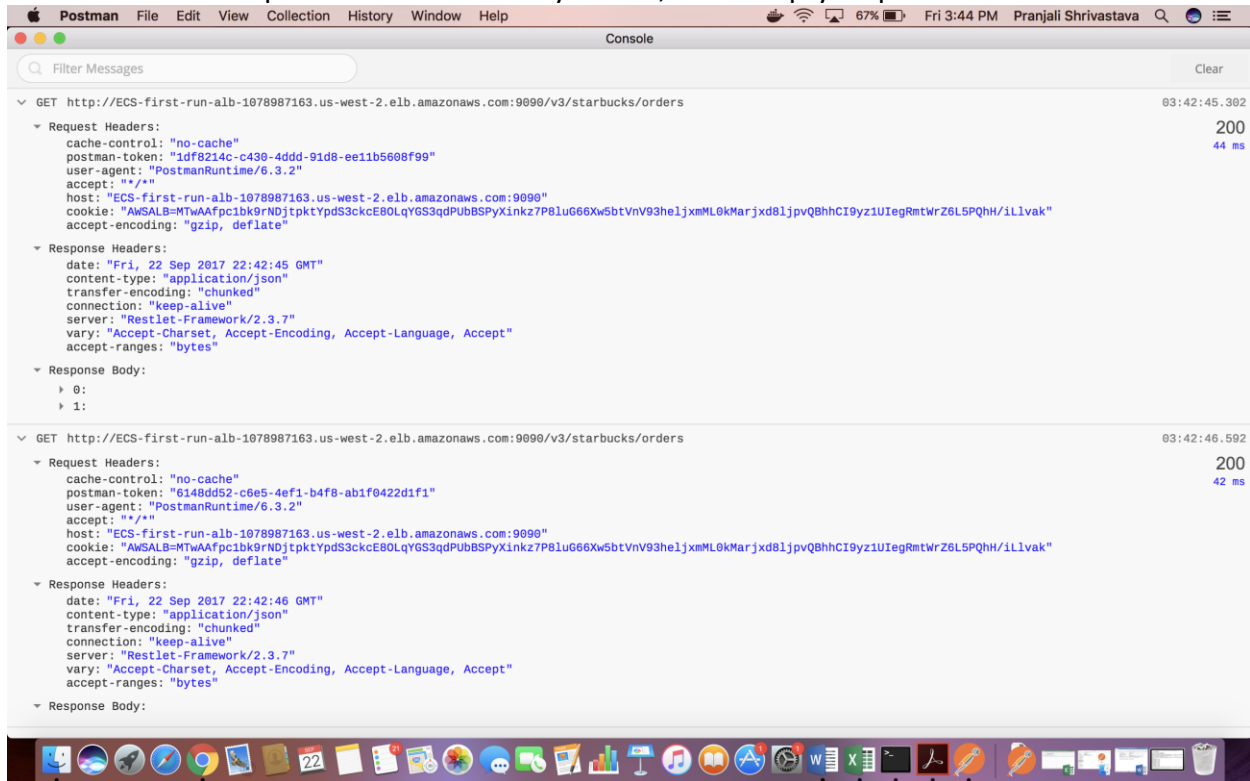 Postman File Edit View Collection History Window Help 67% Fri 3:44 PM Pranjali Shrivastava
Console
Filter Messages Clear
GET http://ECS-first-run-alb-1078987163.us-west-2.elb.amazonaws.com:9090/v3/starbucks/orders 03:42:45.302
Request Headers: 200
cache-control: "no-cache" 44 ms
postman-token: "1df8214c-c430-4ddd-91d8-ee11b5608f99"
user-agent: "PostmanRuntime/6.3.2"
accept: "*/*"
host: "ECS-first-run-alb-1078987163.us-west-2.elb.amazonaws.com:9090"
cookie: "AWSALB=MTwAAfpc1bk9rNDjtpktYpdS3ckcE8OLqYGS3qdPUbBSPyXinkz7P8luG66Xw5btVnV93heljxmML0kMarjxd8ljpvQBhhCI9yz1UIegRmtWrZ6L5PQhH/iLlvak"
accept-encoding: "gzip, deflate"
Response Headers:
date: "Fri, 22 Sep 2017 22:42:45 GMT"
content-type: "application/json"
transfer-encoding: "chunked"
connection: "keep-alive"
server: "Restlet-Framework/2.3.7"
vary: "Accept-Charset, Accept-Encoding, Accept-Language, Accept"
accept-ranges: "bytes"
Response Body:
0:
1:
GET http://ECS-first-run-alb-1078987163.us-west-2.elb.amazonaws.com:9090/v3/starbucks/orders 03:42:46.592
Request Headers: 200
cache-control: "no-cache" 42 ms
postman-token: "6148dd52-c6e5-4ef1-b4f8-ab1f0422d1f1"
user-agent: "PostmanRuntime/6.3.2"
accept: "*/*"
host: "ECS-first-run-alb-1078987163.us-west-2.elb.amazonaws.com:9090"
cookie: "AWSALB=MTwAAfpc1bk9rNDjtpktYpdS3ckcE8OLqYGS3qdPUbBSPyXinkz7P8luG66Xw5btVnV93heljxmML0kMarjxd8ljpvQBhhCI9yz1UIegRmtWrZ6L5PQhH/iLlvak"
accept-encoding: "gzip, deflate"
Response Headers:
date: "Fri, 22 Sep 2017 22:42:46 GMT"
content-type: "application/json"
transfer-encoding: "chunked"
connection: "keep-alive"
server: "Restlet-Framework/2.3.7"
vary: "Accept-Charset, Accept-Encoding, Accept-Language, Accept"
accept-ranges: "bytes"
Response Body:
22